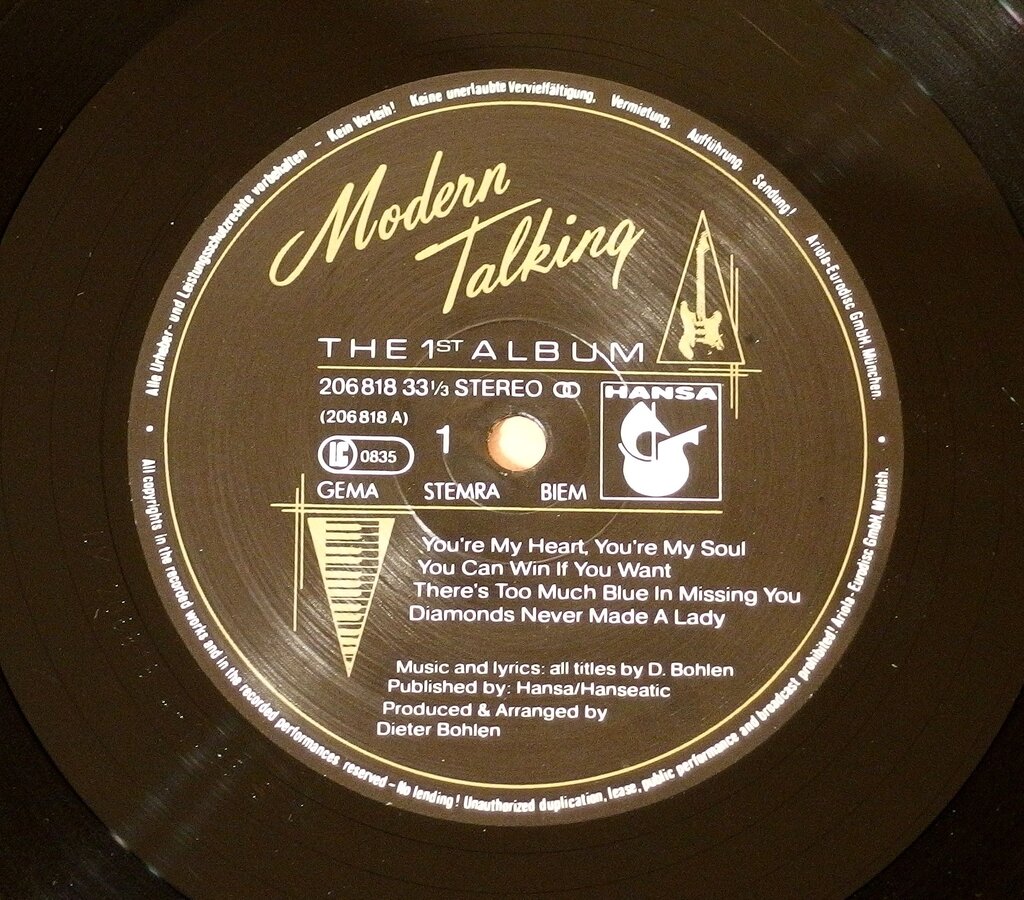 Alle Urheber- und Leistungsschutzrechte vorbehalten - Kein Verleih! Keine unerlaubte Vervielfältigung, Vermietung, Aufführung, Sendung! Ariola-Eurodisc GmbH, München.
Modern
Talking
THE 1ST ALBUM
206 818 33 1/3 STEREO
(206 818 A)
LC 0835
1
HANSA
GEMA STEMRA BIEM
You're My Heart, You're My Soul
You Can Win If You Want
There's Too Much Blue In Missing You
Diamonds Never Made A Lady
Music and lyrics: all titles by D. Bohlen
Published by: Hansa/Hanseatic
Produced & Arranged by
Dieter Bohlen
All copyrights in the recorded works and in the recorded performances reserved - No lending! Unauthorized duplication, lease, public performance and broadcast prohibited! Ariola-Eurodisc GmbH, Munich.